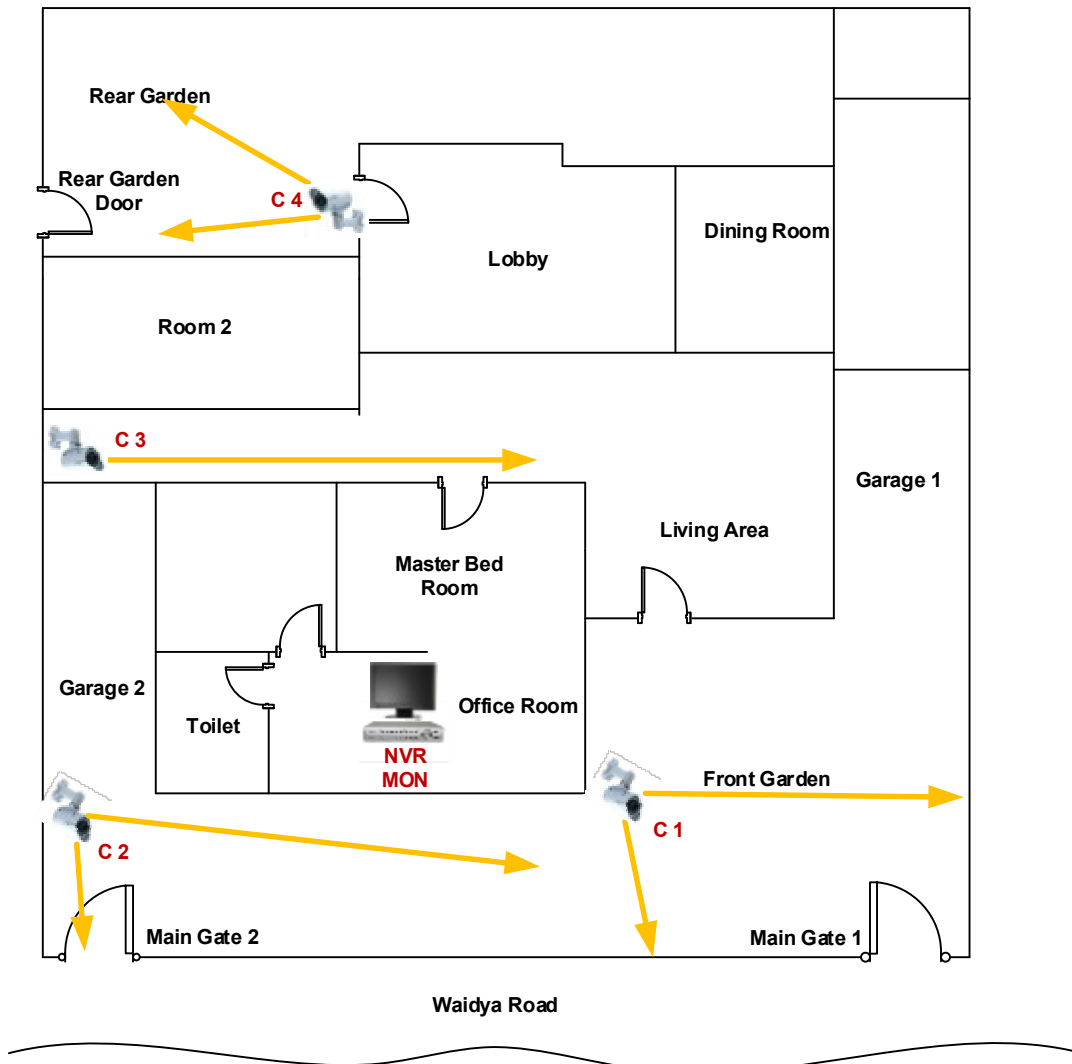 Rear Garden
Rear Garden
Door
C 4
Lobby
Dining Room
Room 2
C 3
Garage 1
Living Area
Master Bed
Room
Garage 2
Toilet
Office Room
NVR
MON
Front Garden
C 1
C 2
Main Gate 2
Main Gate 1
Waidya Road